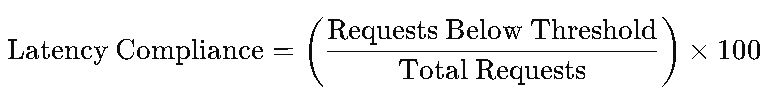 Latency Compliance = (Requests Below Threshold / Total Requests) × 100